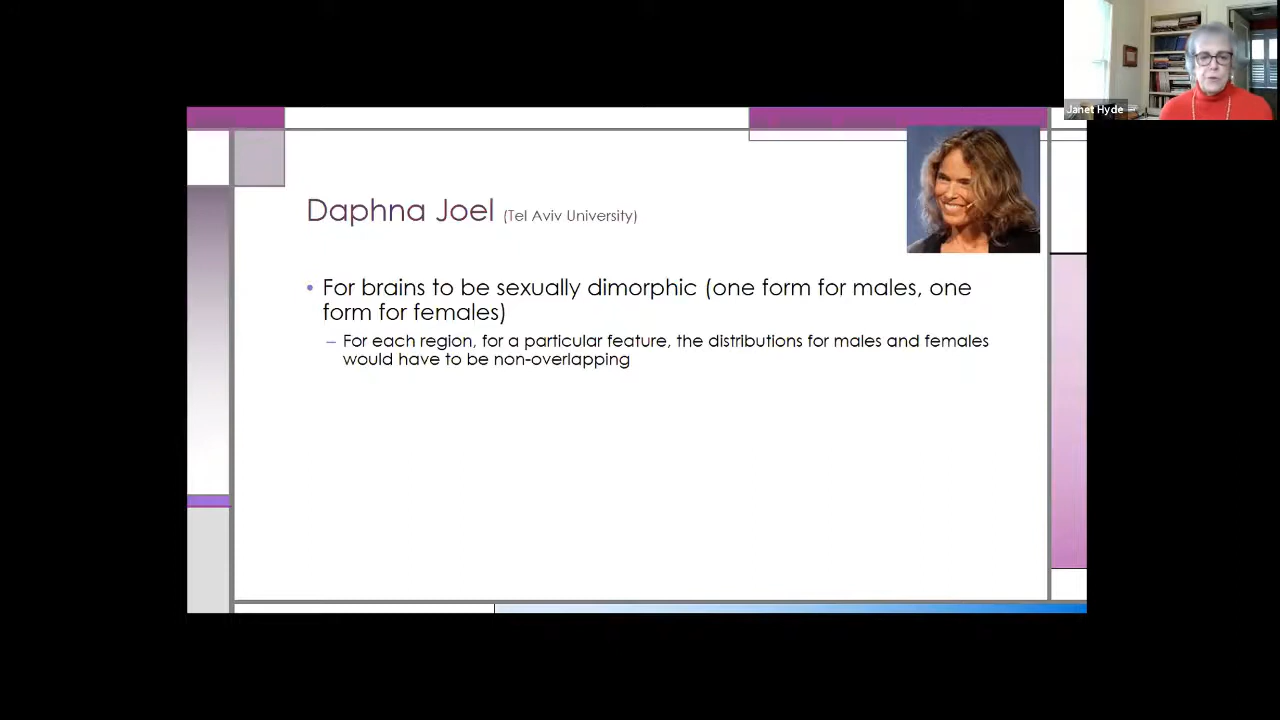 Janet Hyde
Daphna Joel (Tel Aviv University)
• For brains to be sexually dimorphic (one form for males, one
form for females)
– For each region, for a particular feature, the distributions for males and females
would have to be non-overlapping